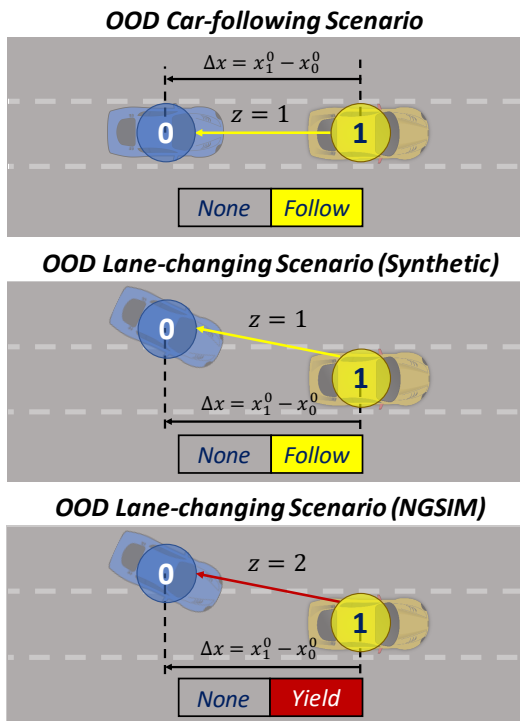 OOD Car-following Scenario
Δx = x₁⁰ − x₀⁰
0
z = 1
1
None Follow
OOD Lane-changing Scenario (Synthetic)
0
z = 1
1
Δx = x₁⁰ − x₀⁰
None Follow
OOD Lane-changing Scenario (NGSIM)
0
z = 2
1
Δx = x₁⁰ − x₀⁰
None Yield